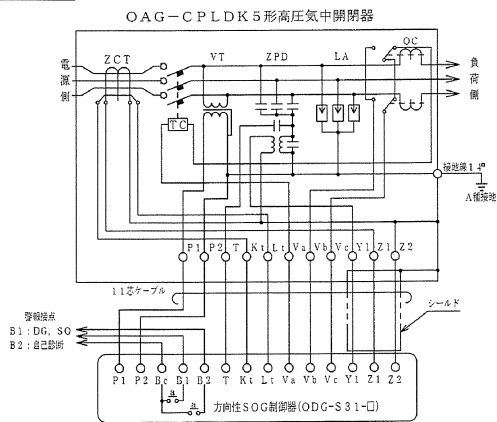 OAG-CPLDK5形高圧気中開閉器
ZCT VT ZPD LA OC
電源側
負荷側
TC
接地線14□
A種接地
P1 P2 T Kt Lt Va Vb Vc Y1 Z1 Z2
11芯ケーブル
シールド
警報接点
B1:DG,SO
B2:自己診断
P1 P2 Bc B1 B2 T Kt Lt Va Vb Vc Y1 Z1 Z2
方向性SOG制御器(ODG-S31-□)